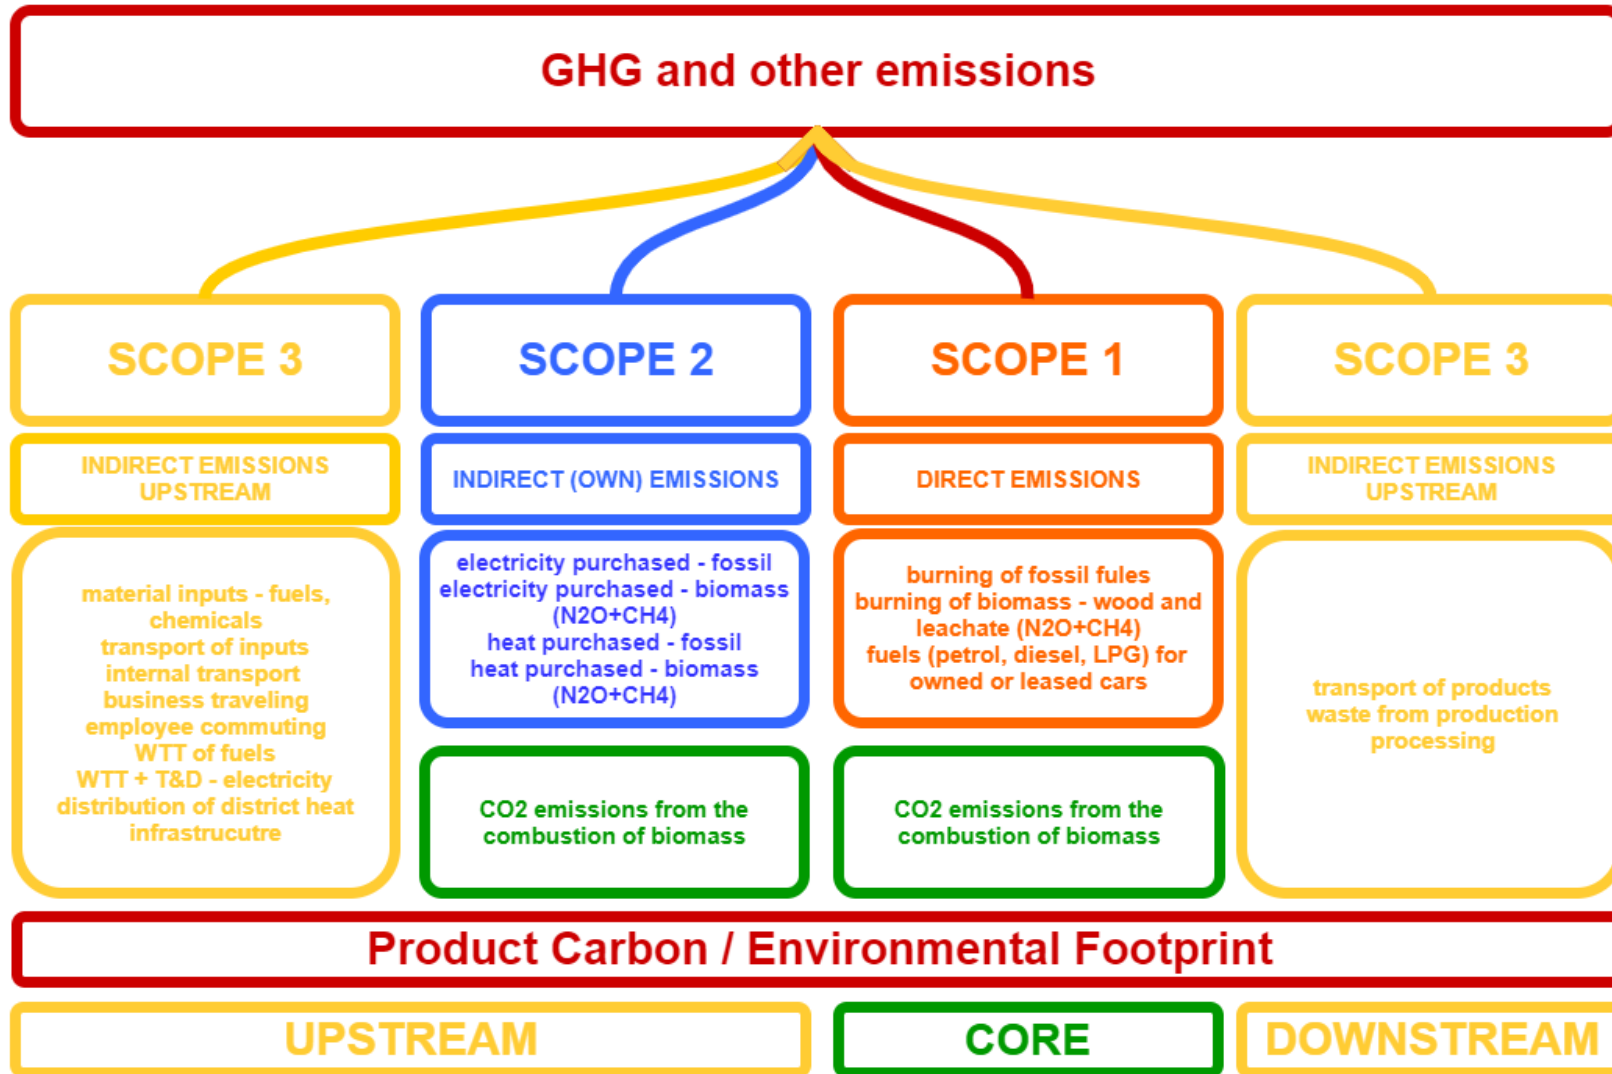 GHG and other emissions
SCOPE 3
SCOPE 2
SCOPE 1
SCOPE 3
INDIRECT EMISSIONS
UPSTREAM
INDIRECT (OWN) EMISSIONS
DIRECT EMISSIONS
INDIRECT EMISSIONS
UPSTREAM
material inputs - fuels,
chemicals
transport of inputs
internal transport
business traveling
employee commuting
WTT of fuels
WTT + T&D - electricity
distribution of district heat
infrastrucutre
electricity purchased - fossil
electricity purchased - biomass
(N2O+CH4)
heat purchased - fossil
heat purchased - biomass
(N2O+CH4)
burning of fossil fules
burning of biomass - wood and
leachate (N2O+CH4)
fuels (petrol, diesel, LPG) for
owned or leased cars
transport of products
waste from production
processing
CO2 emissions from the
combustion of biomass
CO2 emissions from the
combustion of biomass
Product Carbon / Environmental Footprint
UPSTREAM
CORE
DOWNSTREAM